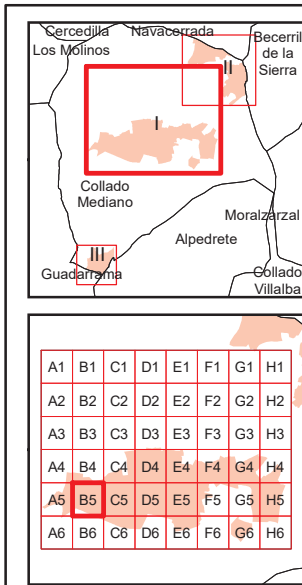 Cercedilla Navacerrada Becerril
Los Molinos de la
II Sierra
I
Collado
Mediano
Moralzarzal
III Alpedrete
Guadarrama Collado
Villalba
A1 B1 C1 D1 E1 F1 G1 H1
A2 B2 C2 D2 E2 F2 G2 H2
A3 B3 C3 D3 E3 F3 G3 H3
A4 B4 C4 D4 E4 F4 G4 H4
A5 B5 C5 D5 E5 F5 G5 H5
A6 B6 C6 D6 E6 F6 G6 H6